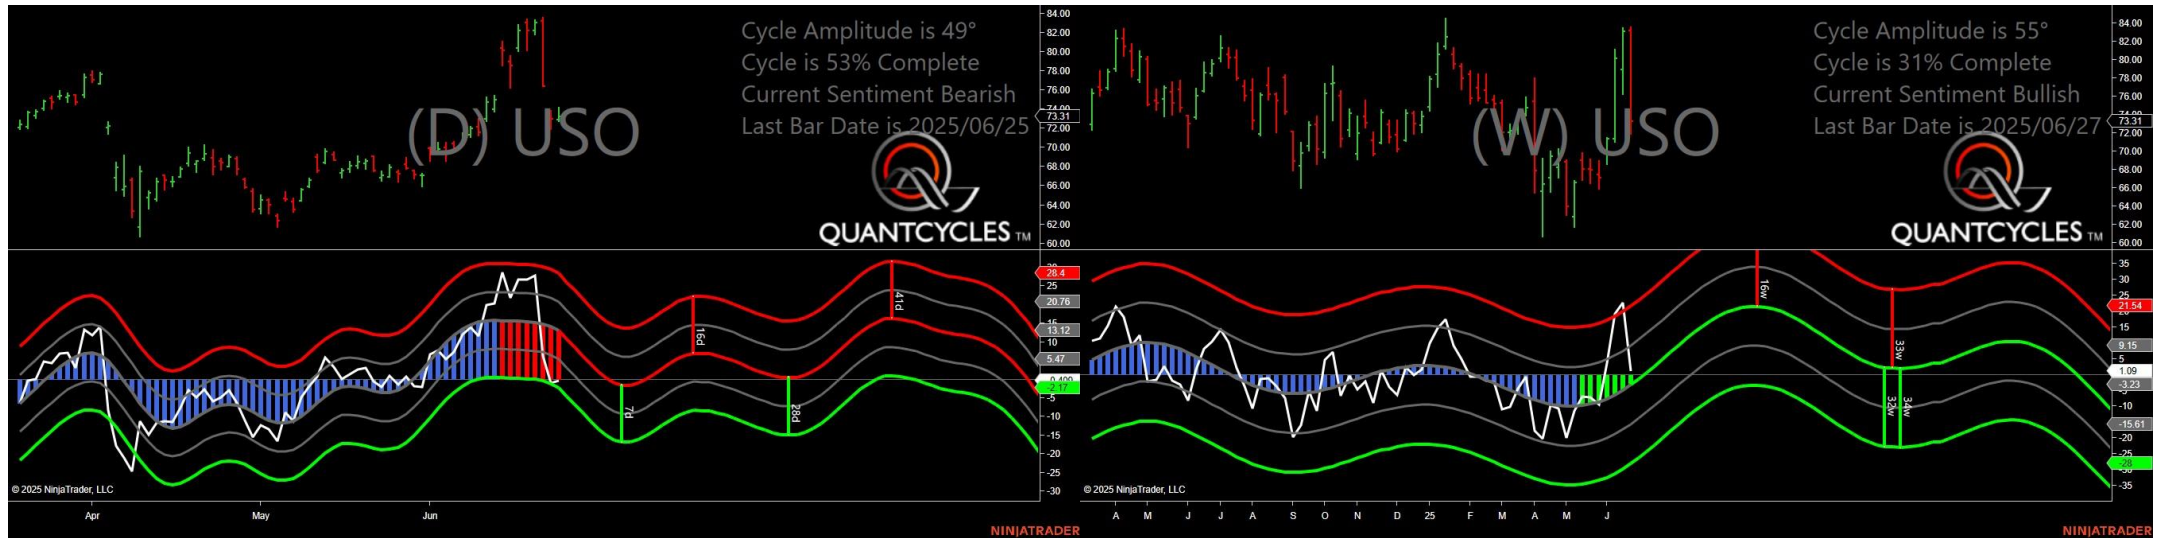 Cycle Amplitude is 49°
Cycle is 53% Complete
Current Sentiment Bearish
Last Bar Date is 2025/06/25
(D) USO
QUANTCYCLES TM
84.00
82.00
80.00
78.00
76.00
74.00
73.31
72.00
70.00
68.00
66.00
64.00
62.00
60.00
28.4
25
20.76
15
13.12
10
5.47
-2.17
-5
-10
-15
-20
-25
-30
7d
16d
28d
41d
© 2025 NinjaTrader, LLC
Apr
May
Jun
NINJATRADER
Cycle Amplitude is 55°
Cycle is 31% Complete
Current Sentiment Bullish
Last Bar Date is 2025/06/27
(W) USO
QUANTCYCLES TM
84.00
82.00
80.00
78.00
76.00
73.31
72.00
70.00
68.00
66.00
64.00
62.00
60.00
35
30
25
21.54
15
9.15
5
1.09
-3.23
-10
-15.61
-20
-28
-35
16w
33w
32w
34w
© 2025 NinjaTrader, LLC
A M J J A S O N D 25 F M A M J
NINJATRADER